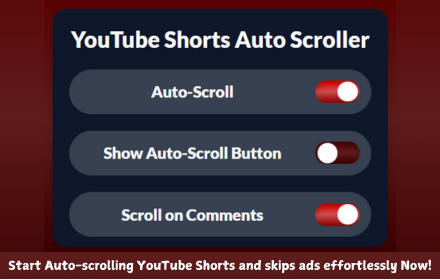 YouTube Shorts Auto Scroller
Auto-Scroll
Show Auto-Scroll Button
Scroll on Comments
Start Auto-scrolling YouTube Shorts and skips ads effortlessly Now!